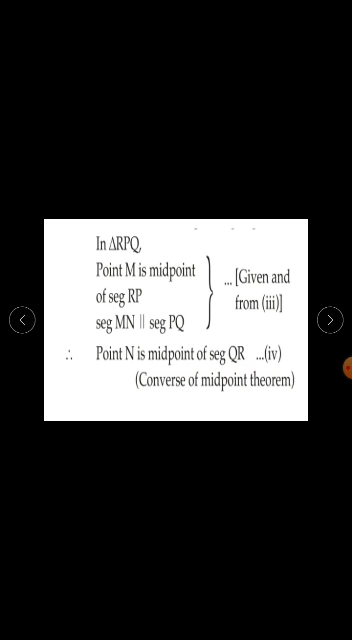 In ΔRPQ,
Point M is midpoint
of seg RP
seg MN || seg PQ
... [Given and
from (iii)]
∴ Point N is midpoint of seg QR ...(iv)
(Converse of midpoint theorem)